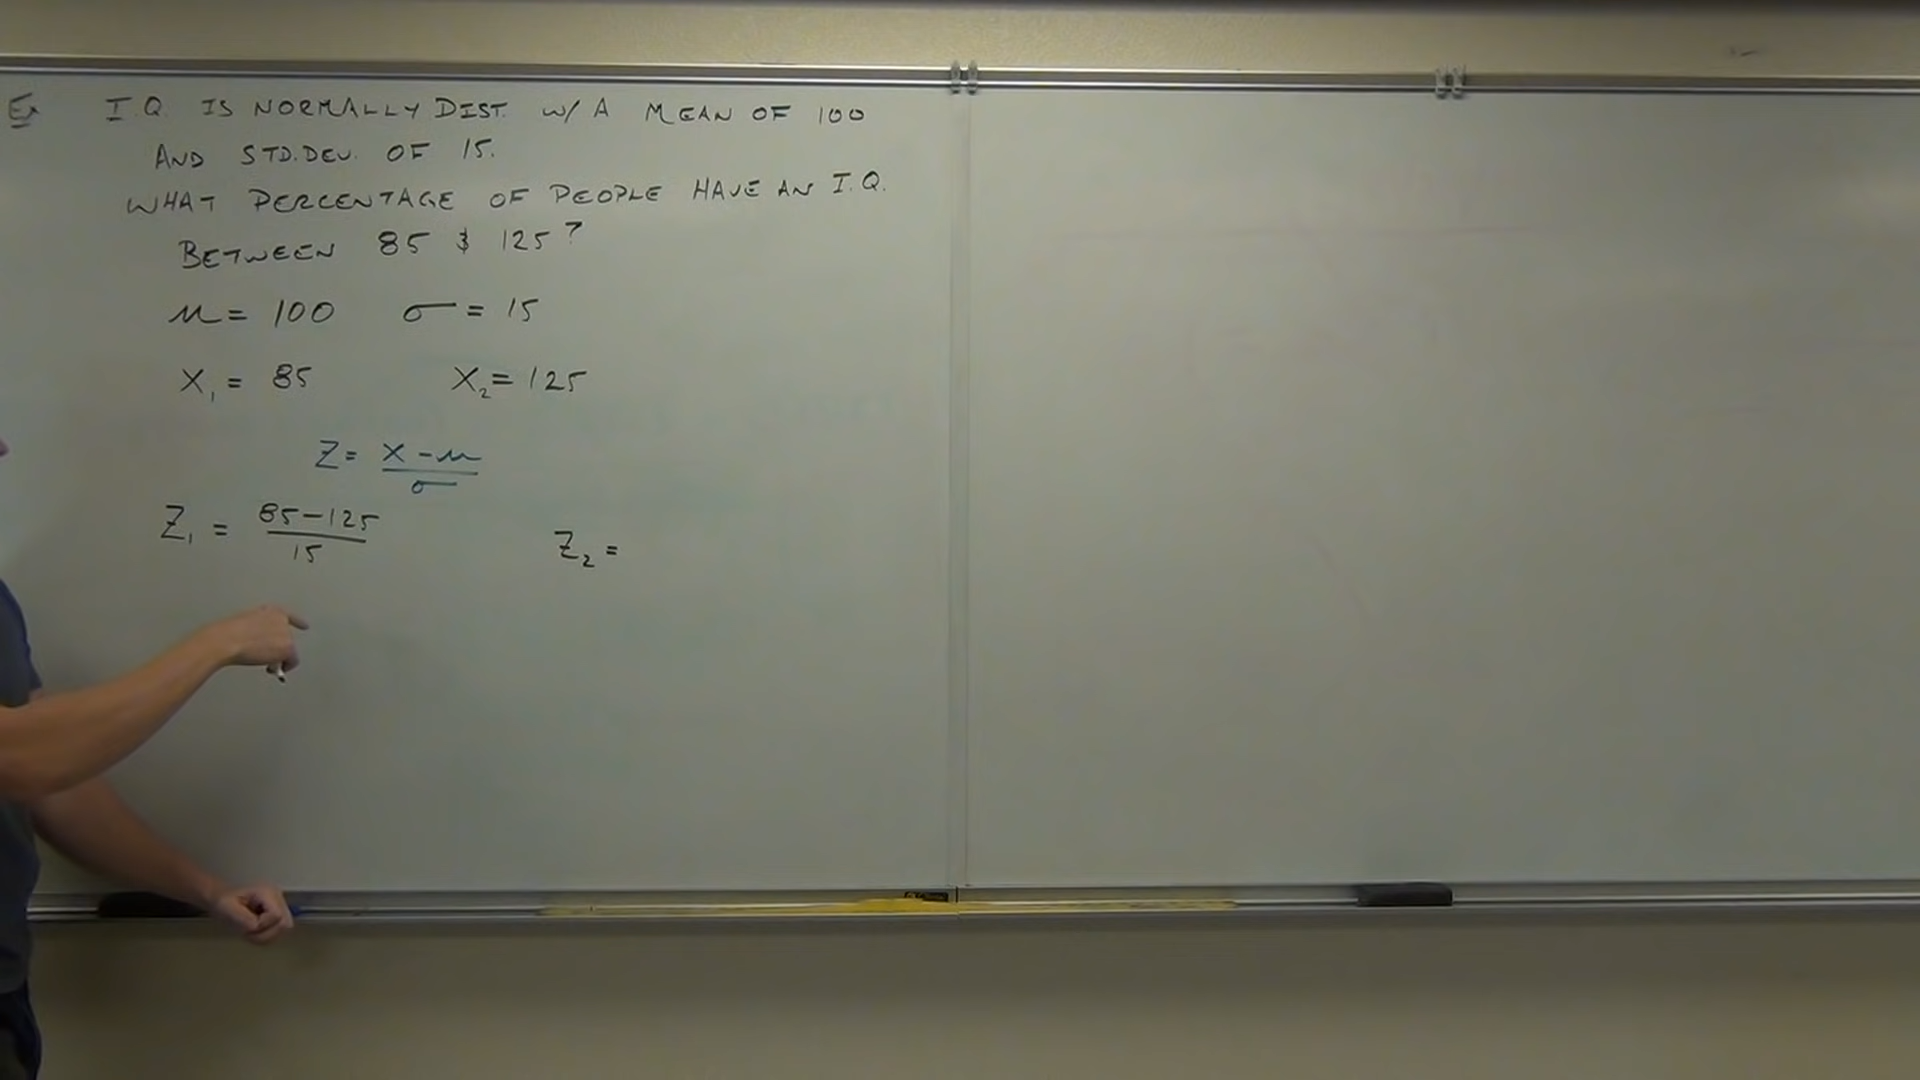 Ex I.Q. IS NORMALLY DIST. W/ A MEAN OF 100
AND STD.DEV. OF 15.
WHAT PERCENTAGE OF PEOPLE HAVE AN I.Q.
BETWEEN 85 & 125?
μ = 100 σ = 15
X₁ = 85 X₂ = 125
Z = X - μ / σ
Z₁ = 85 - 125 / 15 Z₂ =